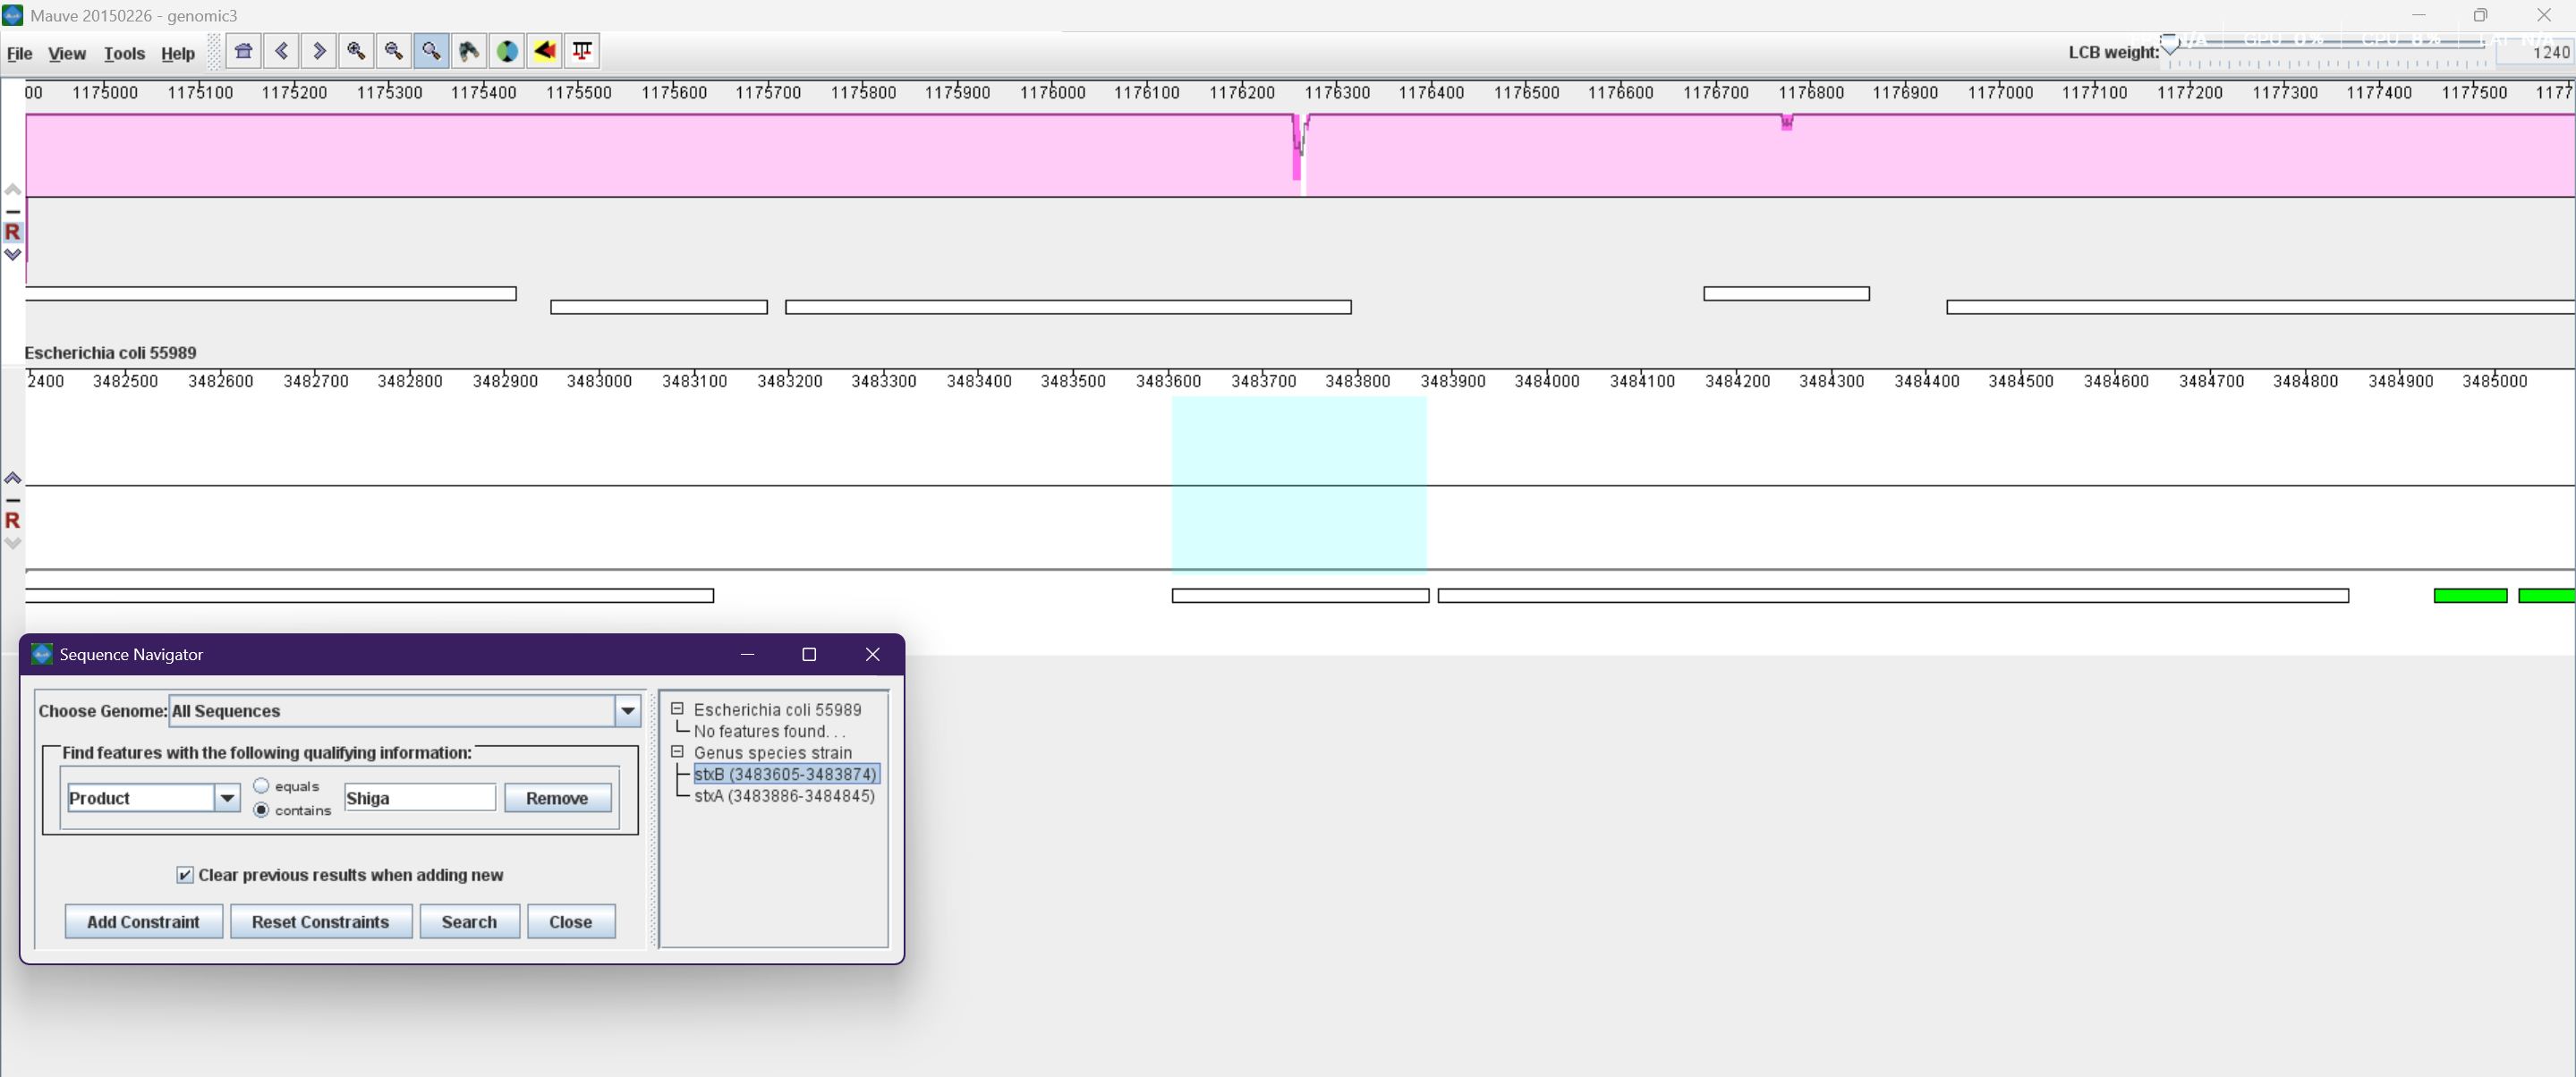 Mauve 20150226 - genomic3
File View Tools Help
LCB weight: 1240
00 1175000 1175100 1175200 1175300 1175400 1175500 1175600 1175700 1175800 1175900 1176000 1176100 1176200 1176300 1176400 1176500 1176600 1176700 1176800 1176900 1177000 1177100 1177200 1177300 1177400 1177500 1177
R
Escherichia coli 55989
2400 3482500 3482600 3482700 3482800 3482900 3483000 3483100 3483200 3483300 3483400 3483500 3483600 3483700 3483800 3483900 3484000 3484100 3484200 3484300 3484400 3484500 3484600 3484700 3484800 3484900 3485000
R
Sequence Navigator
Choose Genome: All Sequences
Find features with the following qualifying information:
Product
equals
contains
Shiga
Remove
Clear previous results when adding new
Add Constraint Reset Constraints Search Close
Escherichia coli 55989
No features found. . .
Genus species strain
stxB (3483605-3483874)
stxA (3483886-3484845)